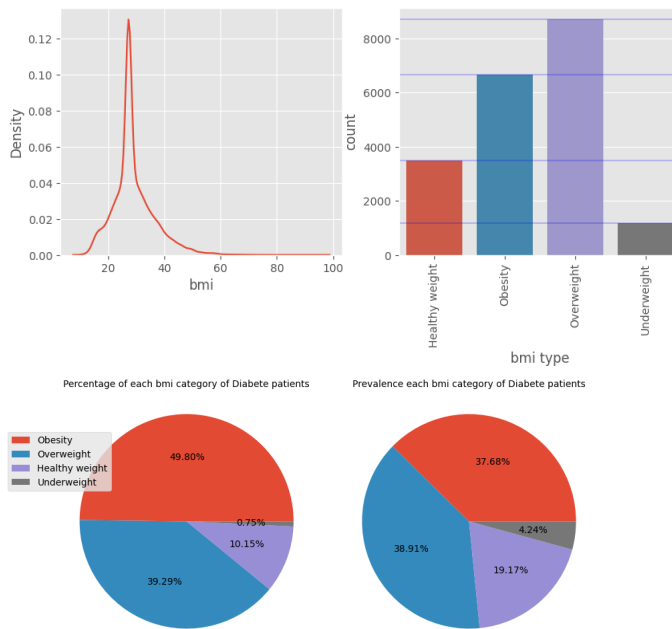 0.12
0.10
0.08
0.06
0.04
0.02
0.00
Density
20
40
60
80
100
bmi
8000
6000
4000
2000
0
count
Healthy weight
Obesity
Overweight
Underweight
bmi type
Percentage of each bmi category of Diabete patients
Obesity
Overweight
Healthy weight
Underweight
49.80%
0.75%
10.15%
39.29%
Prevalence each bmi category of Diabete patients
37.68%
4.24%
38.91%
19.17%